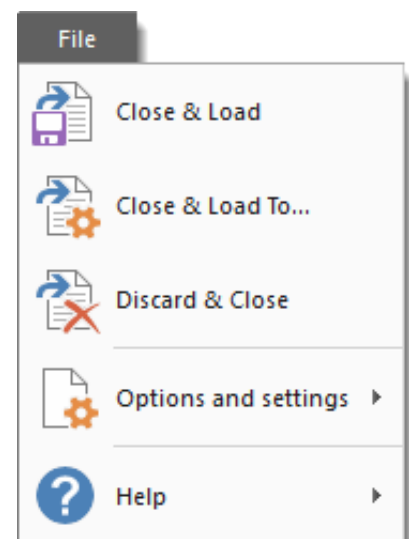 File
Close & Load
Close & Load To...
Discard & Close
Options and settings
Help